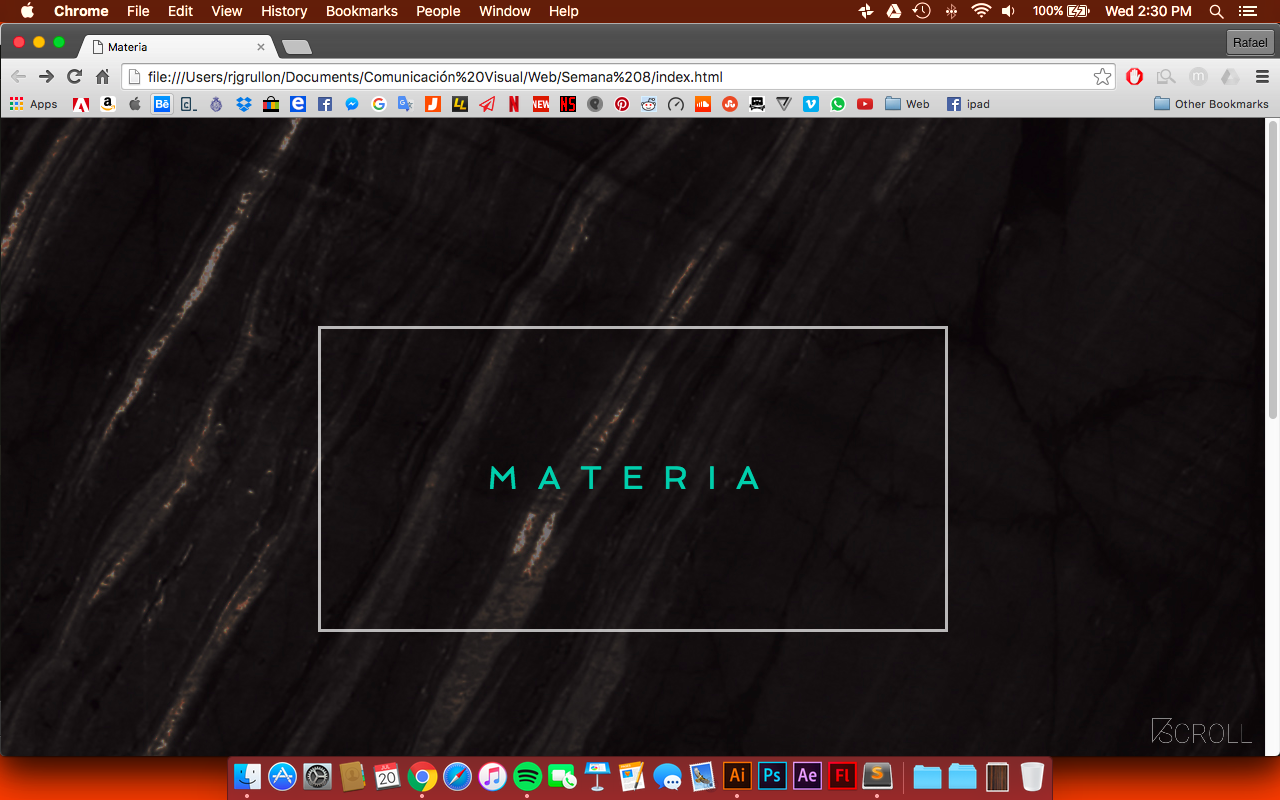 Chrome File Edit View History Bookmarks People Window Help 100% Wed 2:30 PM
Materia Rafael
file:///Users/rjgrullon/Documents/Comunicación%20Visual/Web/Semana%208/index.html
Apps Web ipad Other Bookmarks
MATERIA
SCROLL
JUL
20
Ai Ps Ae Fl